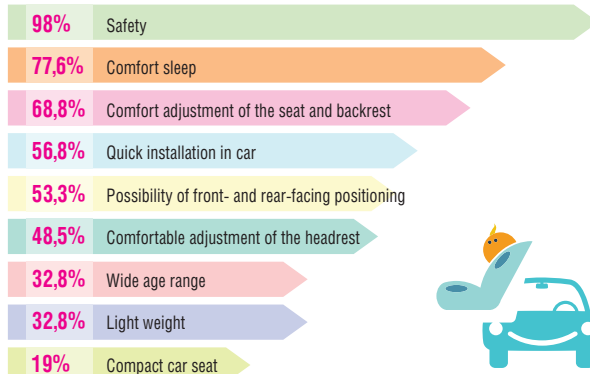 98% Safety
77,6% Comfort sleep
68,8% Comfort adjustment of the seat and backrest
56,8% Quick installation in car
53,3% Possibility of front- and rear-facing positioning
48,5% Comfortable adjustment of the headrest
32,8% Wide age range
32,8% Light weight
19% Compact car seat